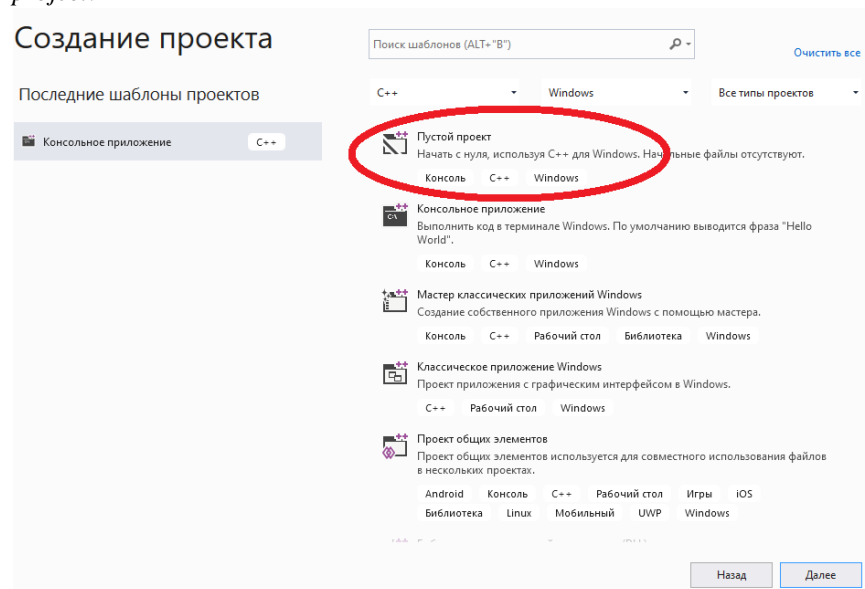 Создание проекта
Поиск шаблонов (ALT+"B")
Очистить все
Последние шаблоны проектов
C++ Windows Все типы проектов
Консольное приложение C++
Пустой проект
Начать с нуля, используя C++ для Windows. Начальные файлы отсутствуют.
Консоль C++ Windows
Консольное приложение
Выполнить код в терминале Windows. По умолчанию выводится фраза "Hello
World".
Консоль C++ Windows
Мастер классических приложений Windows
Создание собственного приложения Windows с помощью мастера.
Консоль C++ Рабочий стол Библиотека Windows
Классическое приложение Windows
Проект приложения с графическим интерфейсом в Windows.
C++ Рабочий стол Windows
Проект общих элементов
Проект общих элементов используется для совместного использования файлов
в нескольких проектах.
Android Консоль C++ Рабочий стол Игры iOS
Библиотека Linux Мобильный UWP Windows
Назад Далее